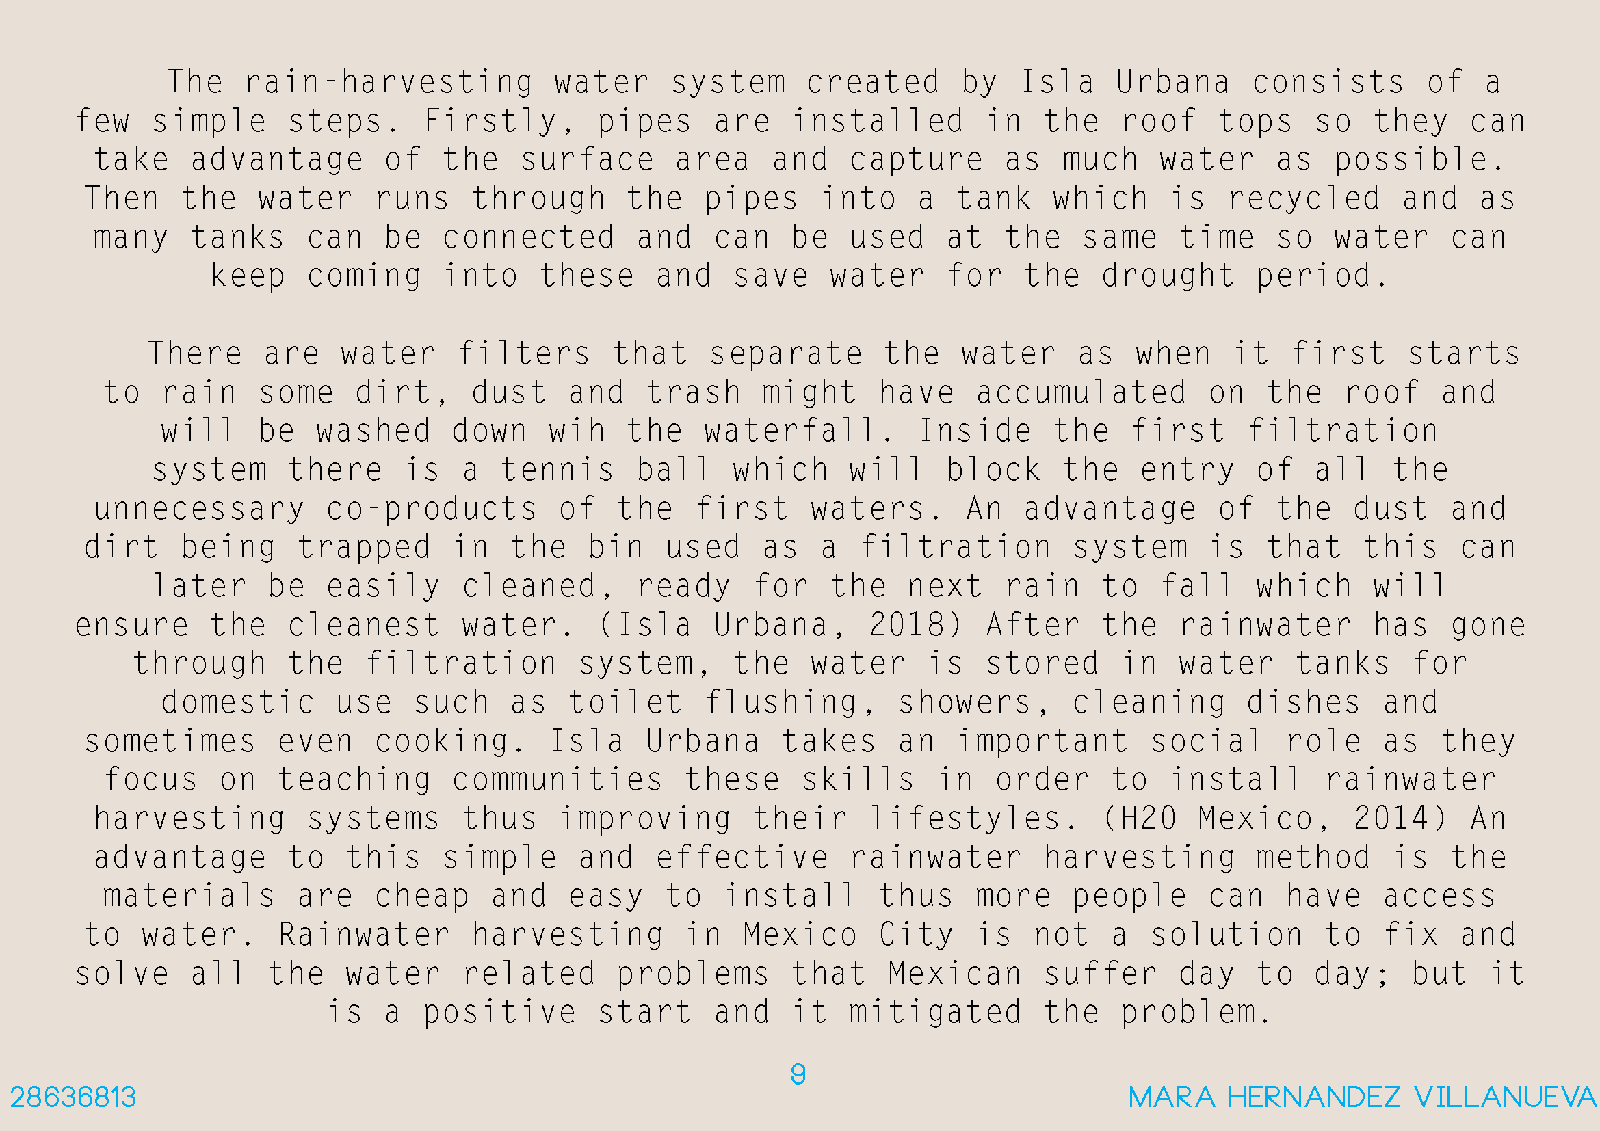 The rain-harvesting water system created by Isla Urbana consists of a
few simple steps. Firstly, pipes are installed in the roof tops so they can
take advantage of the surface area and capture as much water as possible.
Then the water runs through the pipes into a tank which is recycled and as
many tanks can be connected and can be used at the same time so water can
keep coming into these and save water for the drought period.
There are water filters that separate the water as when it first starts
to rain some dirt, dust and trash might have accumulated on the roof and
will be washed down wih the waterfall. Inside the first filtration
system there is a tennis ball which will block the entry of all the
unnecessary co-products of the first waters. An advantage of the dust and
dirt being trapped in the bin used as a filtration system is that this can
later be easily cleaned, ready for the next rain to fall which will
ensure the cleanest water. (Isla Urbana, 2018) After the rainwater has gone
through the filtration system, the water is stored in water tanks for
domestic use such as toilet flushing, showers, cleaning dishes and
sometimes even cooking. Isla Urbana takes an important social role as they
focus on teaching communities these skills in order to install rainwater
harvesting systems thus improving their lifestyles. (H2O Mexico, 2014) An
advantage to this simple and effective rainwater harvesting method is the
materials are cheap and easy to install thus more people can have access
to water. Rainwater harvesting in Mexico City is not a solution to fix and
solve all the water related problems that Mexican suffer day to day; but it
is a positive start and it mitigated the problem.
9
28636813 MARA HERNANDEZ VILLANUEVA